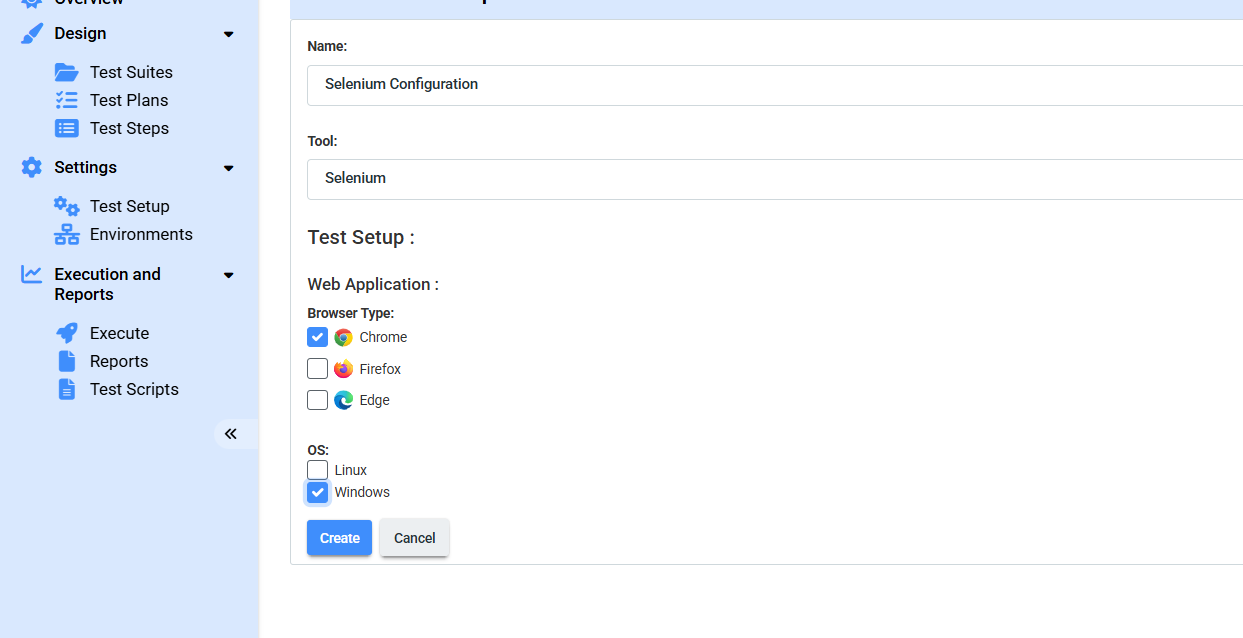 Overview
Design
Test Suites
Test Plans
Test Steps
Settings
Test Setup
Environments
Execution and
Reports
Execute
Reports
Test Scripts
Name:
Selenium Configuration
Tool:
Selenium
Test Setup :
Web Application :
Browser Type:
Chrome
Firefox
Edge
OS:
Linux
Windows
Create
Cancel